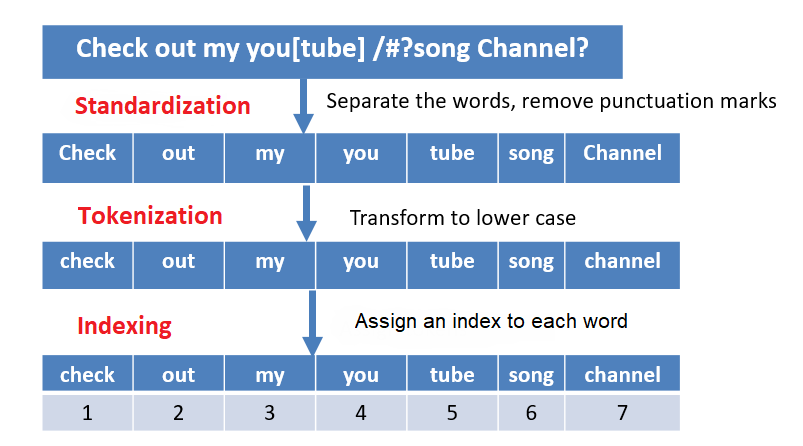 Check out my you[tube] /#?song Channel?
Standardization
Separate the words, remove punctuation marks
Check out my you tube song Channel
Tokenization
Transform to lower case
check out my you tube song channel
Indexing
Assign an index to each word
check out my you tube song channel
1 2 3 4 5 6 7